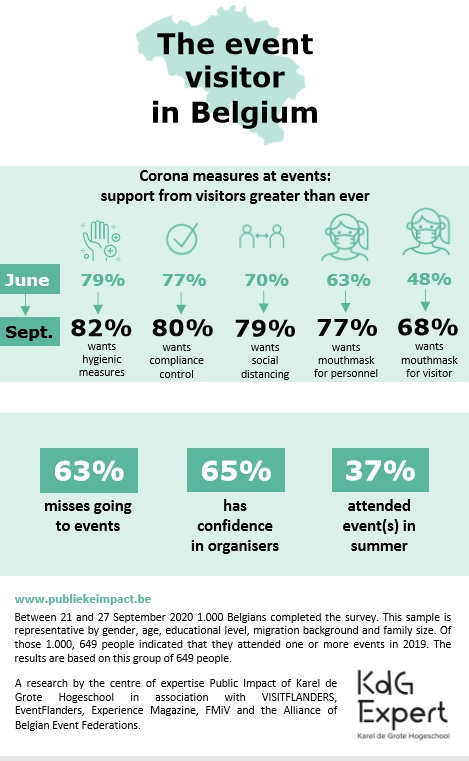 The event
visitor
in Belgium
Corona measures at events:
support from visitors greater than ever
June 79% 77% 70% 63% 48%
Sept. 82% 80% 79% 77% 68%
wants wants wants wants wants
hygienic compliance social mouthmask mouthmask
measures control distancing for personnel for visitor
63% 65% 37%
misses going has attended
to events confidence event(s) in
in organisers summer
www.publiekeimpact.be
Between 21 and 27 September 2020 1.000 Belgians completed the survey. This sample is
representative by gender, age, educational level, migration background and family size. Of
those 1.000, 649 people indicated that they attended one or more events in 2019. The
results are based on this group of 649 people.
A research by the centre of expertise Public Impact of Karel de
Grote Hogeschool in association with VISITFLANDERS,
EventFlanders, Experience Magazine, FMiV and the Alliance of
Belgian Event Federations.
KdG
Expert
Karel de Grote Hogeschool